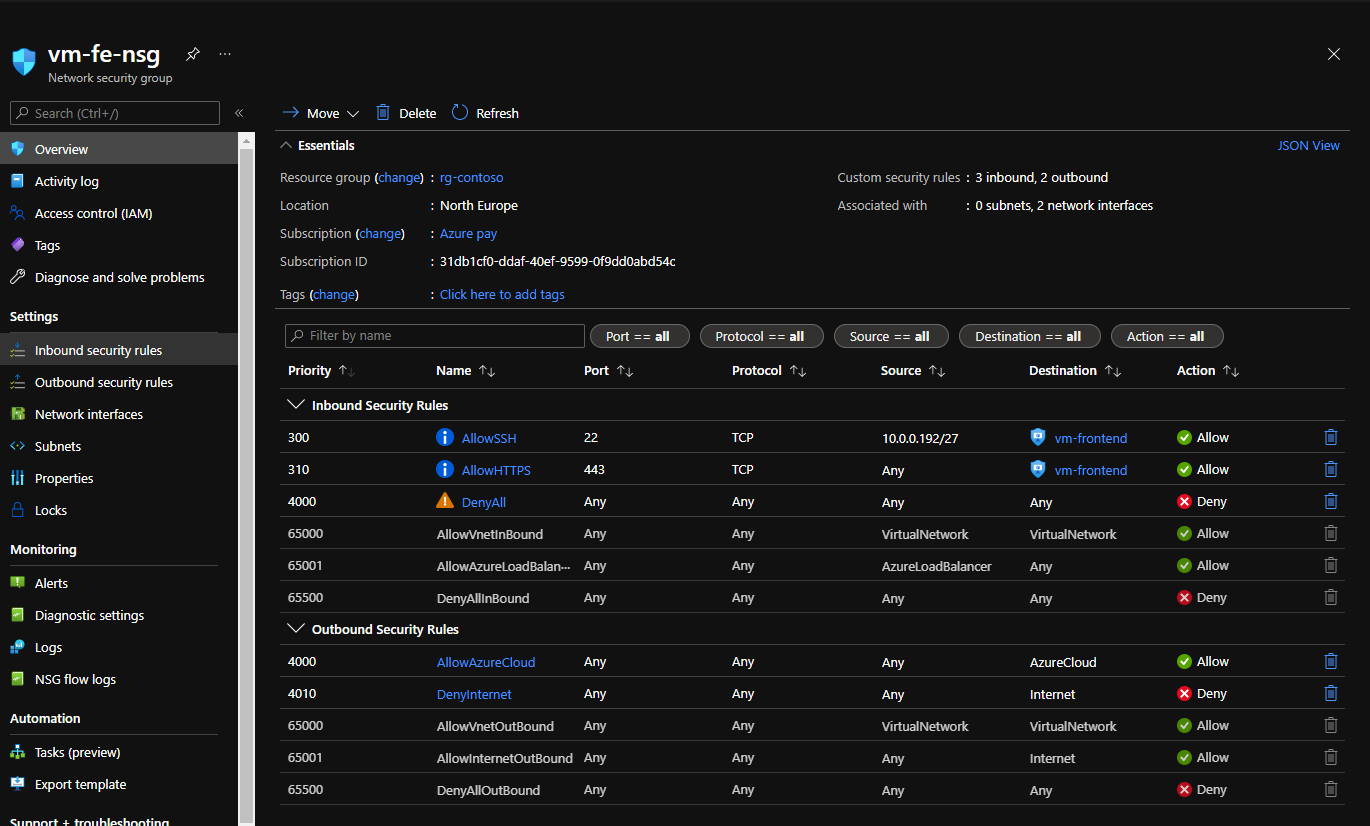 vm-fe-nsg
Network security group
Search (Ctrl+/)
Overview
Activity log
Access control (IAM)
Tags
Diagnose and solve problems
Settings
Inbound security rules
Outbound security rules
Network interfaces
Subnets
Properties
Locks
Monitoring
Alerts
Diagnostic settings
Logs
NSG flow logs
Automation
Tasks (preview)
Export template
Support + troubleshooting
Move Delete Refresh
Essentials JSON View
Resource group (change) : rg-contoso Custom security rules : 3 inbound, 2 outbound
Location : North Europe Associated with : 0 subnets, 2 network interfaces
Subscription (change) : Azure pay
Subscription ID : 31db1cf0-ddaf-40ef-9599-0f9dd0abd54c
Tags (change) : Click here to add tags
Filter by name Port == all Protocol == all Source == all Destination == all Action == all
Priority Name Port Protocol Source Destination Action
Inbound Security Rules
300 AllowSSH 22 TCP 10.0.0.192/27 vm-frontend Allow
310 AllowHTTPS 443 TCP Any vm-frontend Allow
4000 DenyAll Any Any Any Any Deny
65000 AllowVnetInBound Any Any VirtualNetwork VirtualNetwork Allow
65001 AllowAzureLoadBalan··· Any Any AzureLoadBalancer Any Allow
65500 DenyAllInBound Any Any Any Any Deny
Outbound Security Rules
4000 AllowAzureCloud Any Any Any AzureCloud Allow
4010 DenyInternet Any Any Any Internet Deny
65000 AllowVnetOutBound Any Any VirtualNetwork VirtualNetwork Allow
65001 AllowInternetOutBound Any Any Any Internet Allow
65500 DenyAllOutBound Any Any Any Any Deny